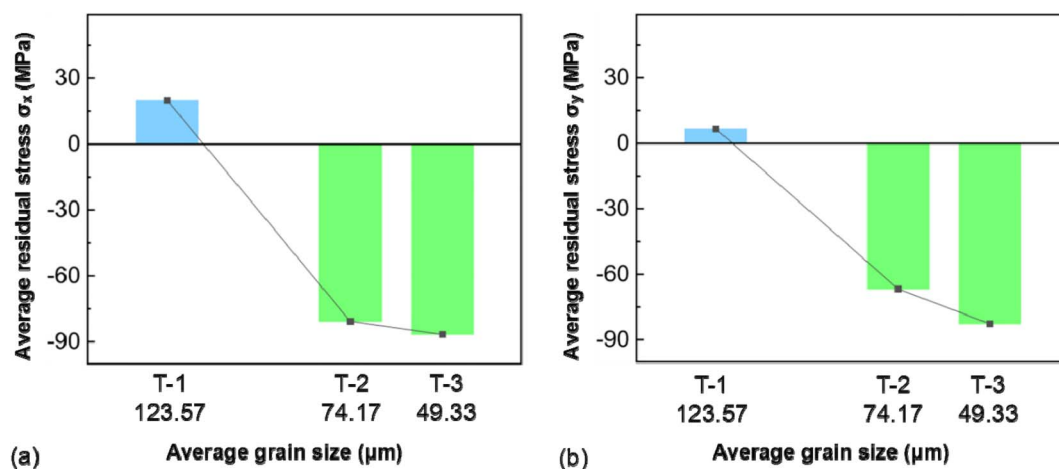 Average residual stress σx (MPa)
30
0
-30
-60
-90
T-1
T-2
T-3
123.57
74.17
49.33
(a)
Average grain size (μm)
Average residual stress σy (MPa)
30
0
-30
-60
-90
T-1
T-2
T-3
123.57
74.17
49.33
(b)
Average grain size (μm)